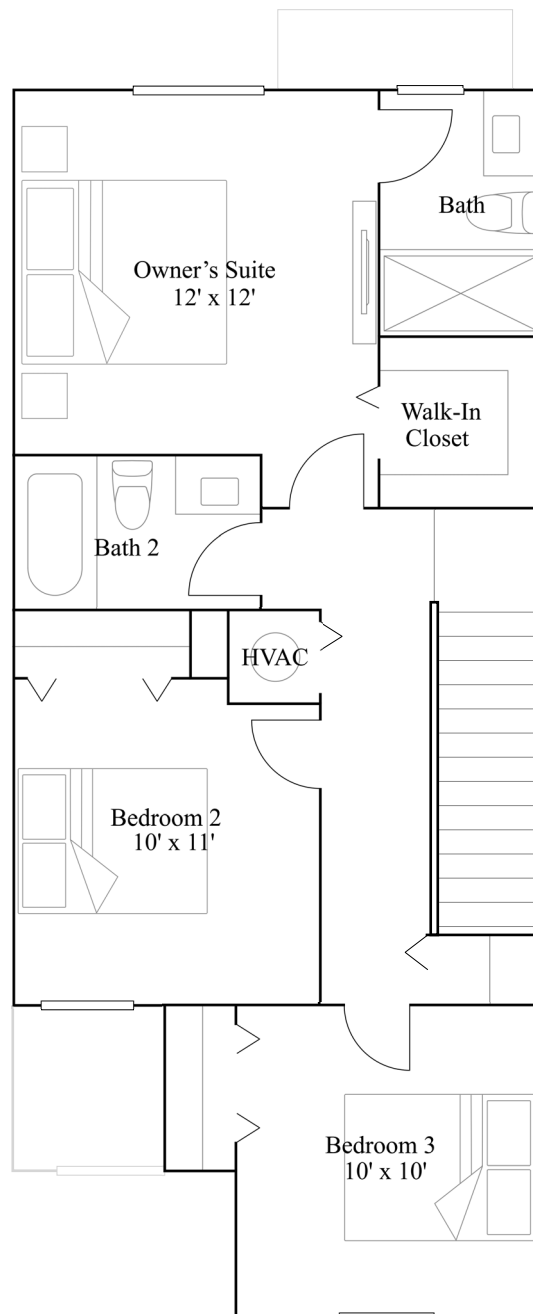 Bath
Owner's Suite
12' x 12'
Walk-In
Closet
Bath 2
HVAC
Bedroom 2
10' x 11'
Bedroom 3
10' x 10'